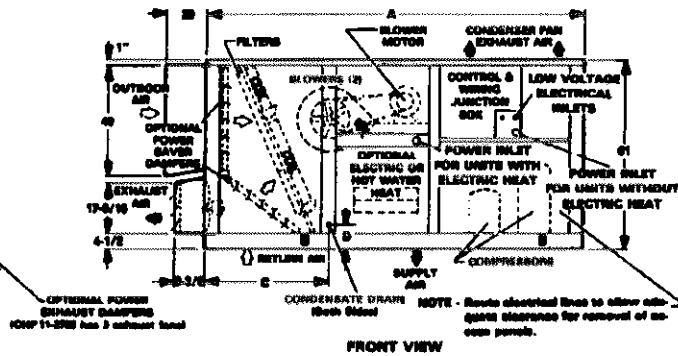 A
CONDENSER FAN
EXHAUST AIR
BLOWER
MOTOR
FILTERS
1"
BLOWERS (2)
CONTROL &
WIRING
JUNCTION
BOX
LOW VOLTAGE
ELECTRICAL
INLETS
OUTDOOR
AIR
OPTIONAL
POWER
SAVER
DAMPERS
COIL
61
OPTIONAL
ELECTRIC OR
HOT WATER
HEAT
POWER INLET
FOR UNITS WITH
ELECTRIC HEAT
POWER INLET
FOR UNITS WITHOUT
ELECTRIC HEAT
EXHAUST
AIR
4-1/2
D
B
B
RETURN AIR
C
SUPPLY
AIR
COMPRESSORS
OPTIONAL POWER
EXHAUST DAMPERS
CONDENSATE DRAIN
(Both Sides)
NOTE - Route electrical lines to allow ade-
quate clearance for removal of ac-
cess panels.
FRONT VIEW